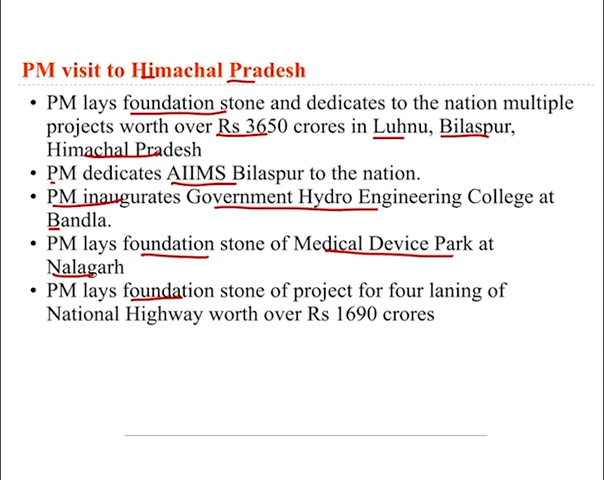 PM visit to Himachal Pradesh
• PM lays foundation stone and dedicates to the nation multiple
projects worth over Rs 3650 crores in Luhnu, Bilaspur,
Himachal Pradesh
• PM dedicates AIIMS Bilaspur to the nation.
• PM inaugurates Government Hydro Engineering College at
Bandla.
• PM lays foundation stone of Medical Device Park at
Nalagarh
• PM lays foundation stone of project for four laning of
National Highway worth over Rs 1690 crores